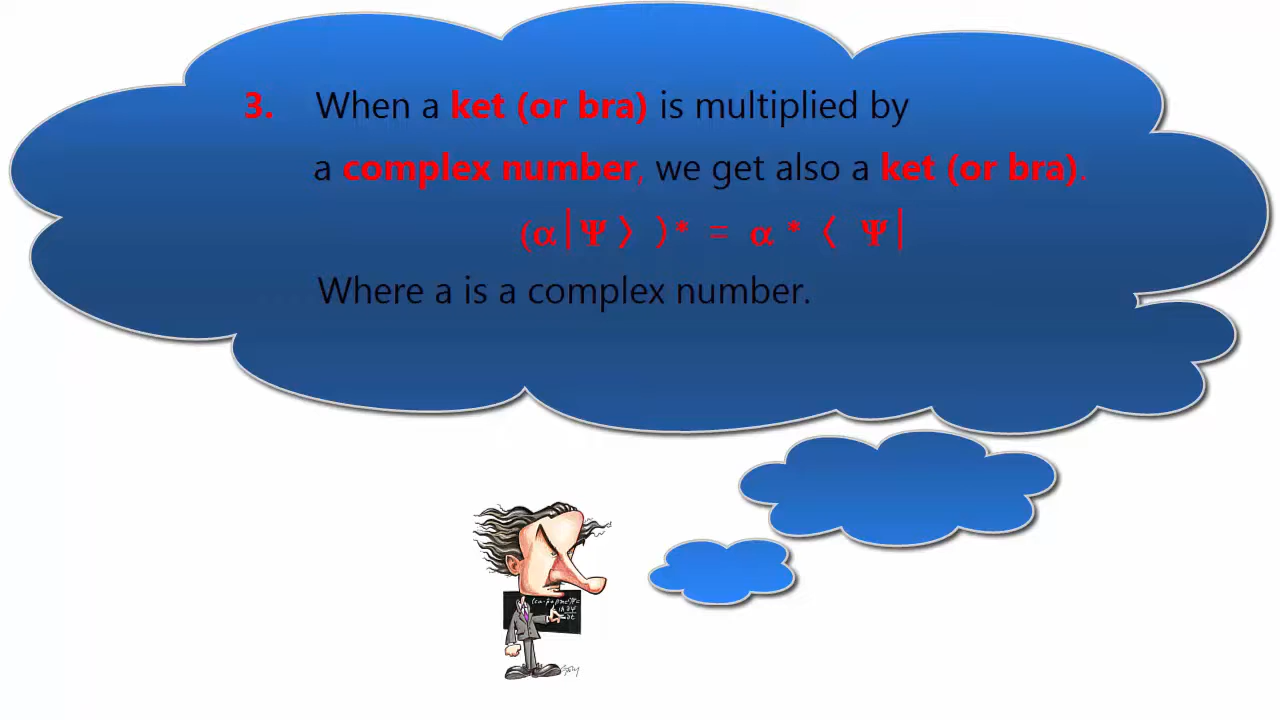 3. When a ket (or bra) is multiplied by
a complex number, we get also a ket (or bra).
(α|Ψ〉)* = α *〈 Ψ|
Where a is a complex number.